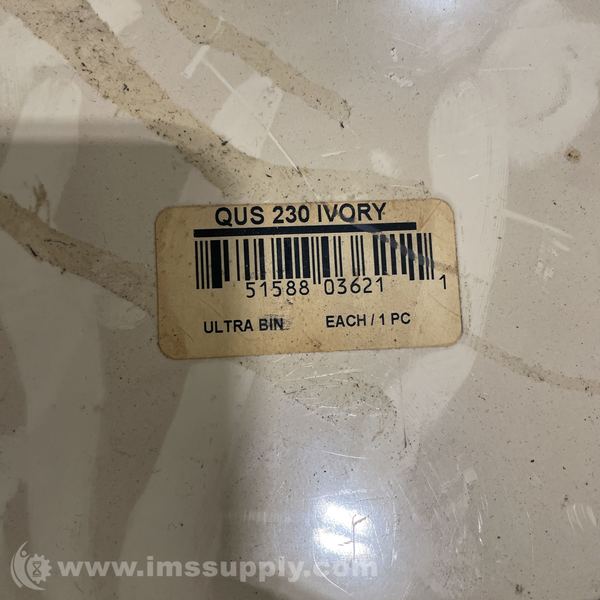 QUS 230 IVORY
51588 03621 1
ULTRA BIN EACH / 1 PC
www.imssupply.com